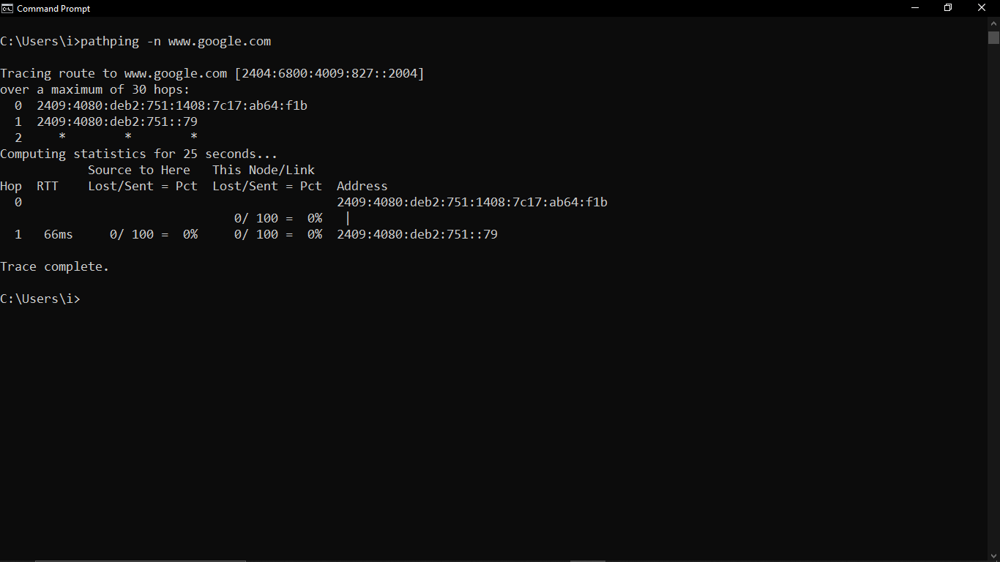 Command Prompt
C:\Users\i>pathping -n www.google.com
Tracing route to www.google.com [2404:6800:4009:827::2004]
over a maximum of 30 hops:
  0  2409:4080:deb2:751:1408:7c17:ab64:f1b
  1  2409:4080:deb2:751::79
  2     *        *        *
Computing statistics for 25 seconds...
            Source to Here   This Node/Link
Hop  RTT    Lost/Sent = Pct  Lost/Sent = Pct  Address
  0                                           2409:4080:deb2:751:1408:7c17:ab64:f1b
                                0/ 100 =  0%   |
  1   66ms     0/ 100 =  0%     0/ 100 =  0%  2409:4080:deb2:751::79
Trace complete.
C:\Users\i>